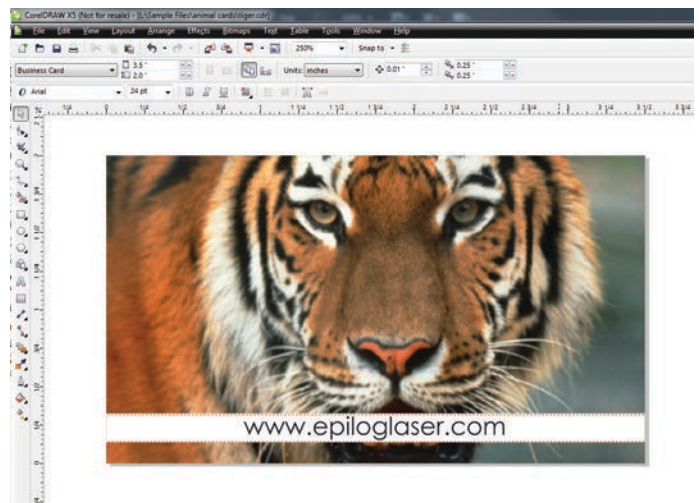 CorelDRAW X5 (Not for resale) - [L:\Sample Files\animal cards\tiger.cdr]
File Edit View Layout Arrange Effects Bitmaps Text Table Tools Window Help
250% Snap to
Business Card 3.5 " 2.0 " Units: inches 0.01 " 0.25 " 0.25 "
Arial 24 pt
www.epiloglaser.com